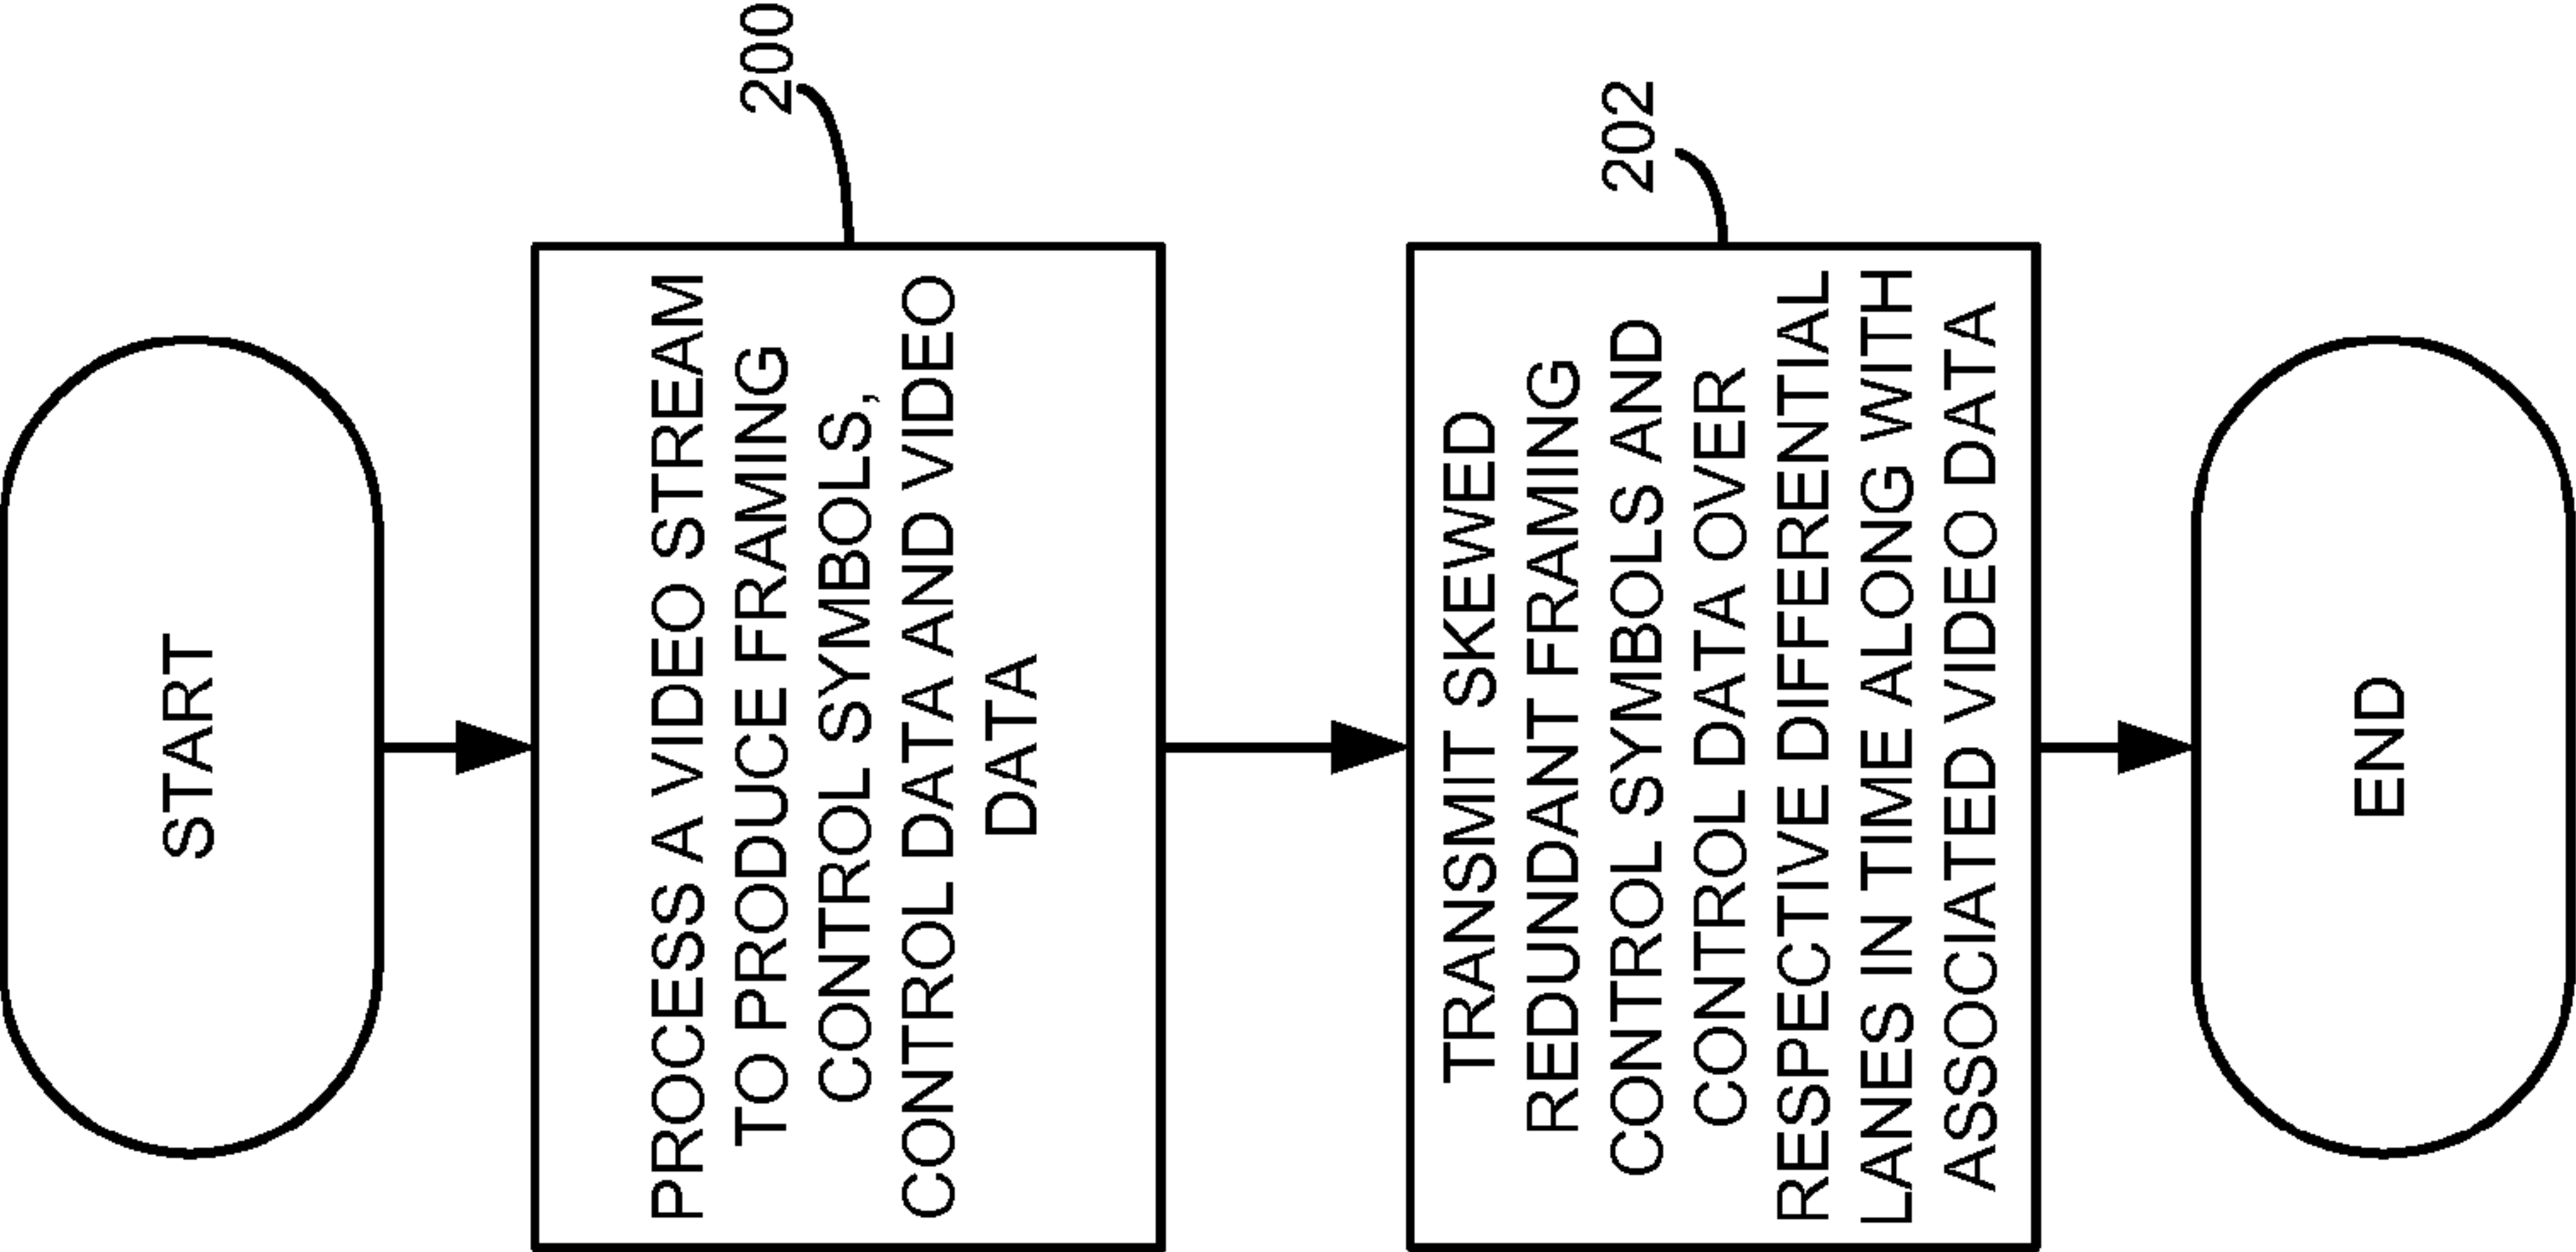 START
PROCESS A VIDEO STREAM
TO PRODUCE FRAMING
CONTROL SYMBOLS,
CONTROL DATA AND VIDEO
DATA
200
TRANSMIT SKEWED
REDUNDANT FRAMING
CONTROL SYMBOLS AND
CONTROL DATA OVER
RESPECTIVE DIFFERENTIAL
LANES IN TIME ALONG WITH
ASSOCIATED VIDEO DATA
202
END